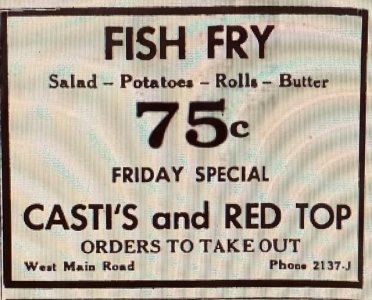 FISH FRY
Salad - Potatoes - Rolls - Butter
75c
FRIDAY SPECIAL
CASTI'S and RED TOP
ORDERS TO TAKE OUT
West Main Road Phone 2137-J